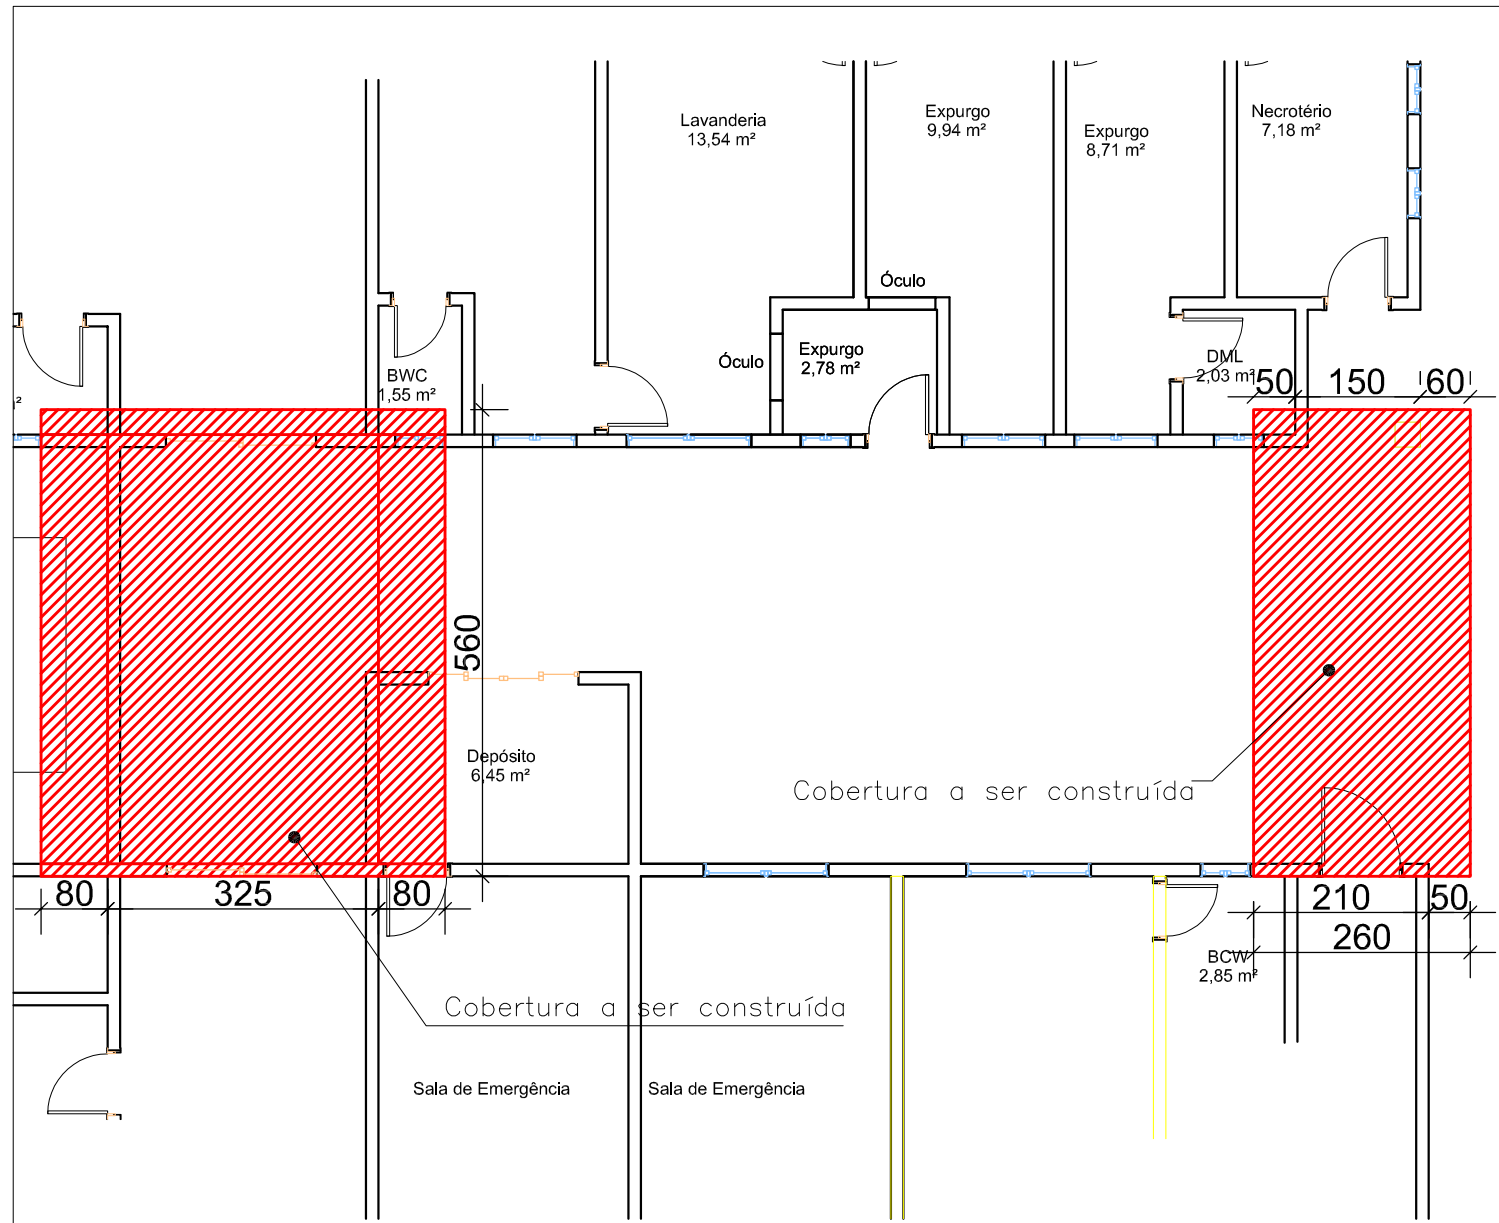 Lavanderia
13,54 m²
Expurgo
9,94 m²
Expurgo
8,71 m²
Necrotério
7,18 m²
Óculo
Óculo
Expurgo
2,78 m²
BWC
1,55 m²
DML
2,03 m²
50
150
60
²
560
Depósito
6,45 m²
Cobertura a ser construída
80
325
80
210
50
260
BCW
2,85 m²
Cobertura a ser construída
Sala de Emergência
Sala de Emergência